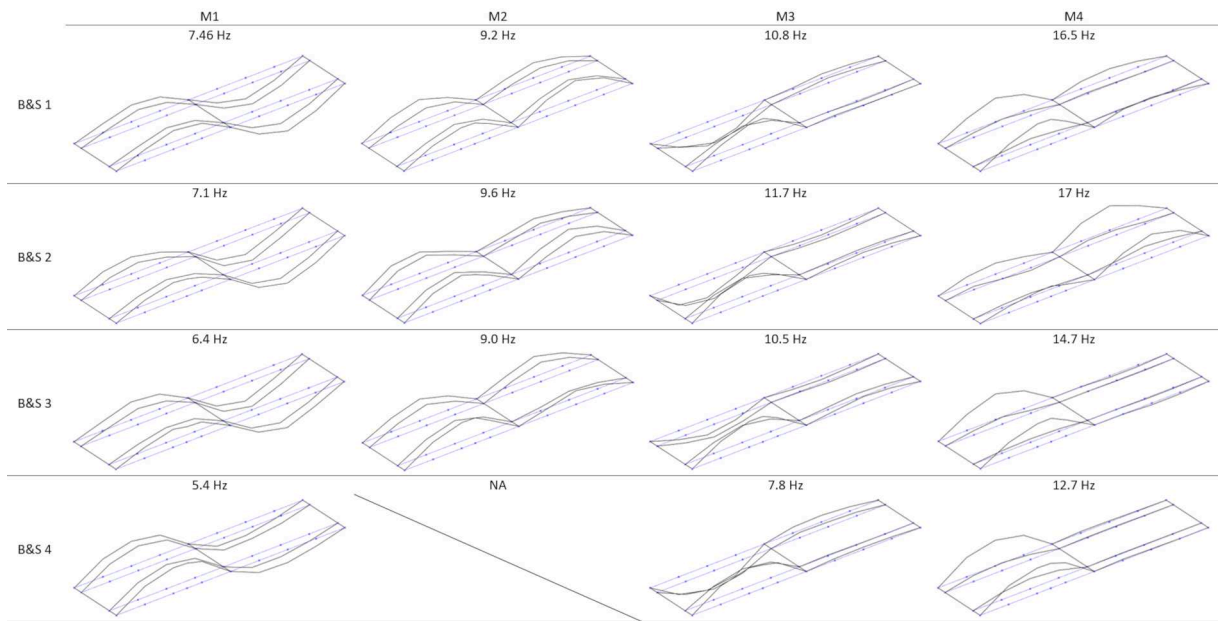 M1 M2 M3 M4
7.46 Hz 9.2 Hz 10.8 Hz 16.5 Hz
B&S 1
7.1 Hz 9.6 Hz 11.7 Hz 17 Hz
B&S 2
6.4 Hz 9.0 Hz 10.5 Hz 14.7 Hz
B&S 3
5.4 Hz NA 7.8 Hz 12.7 Hz
B&S 4